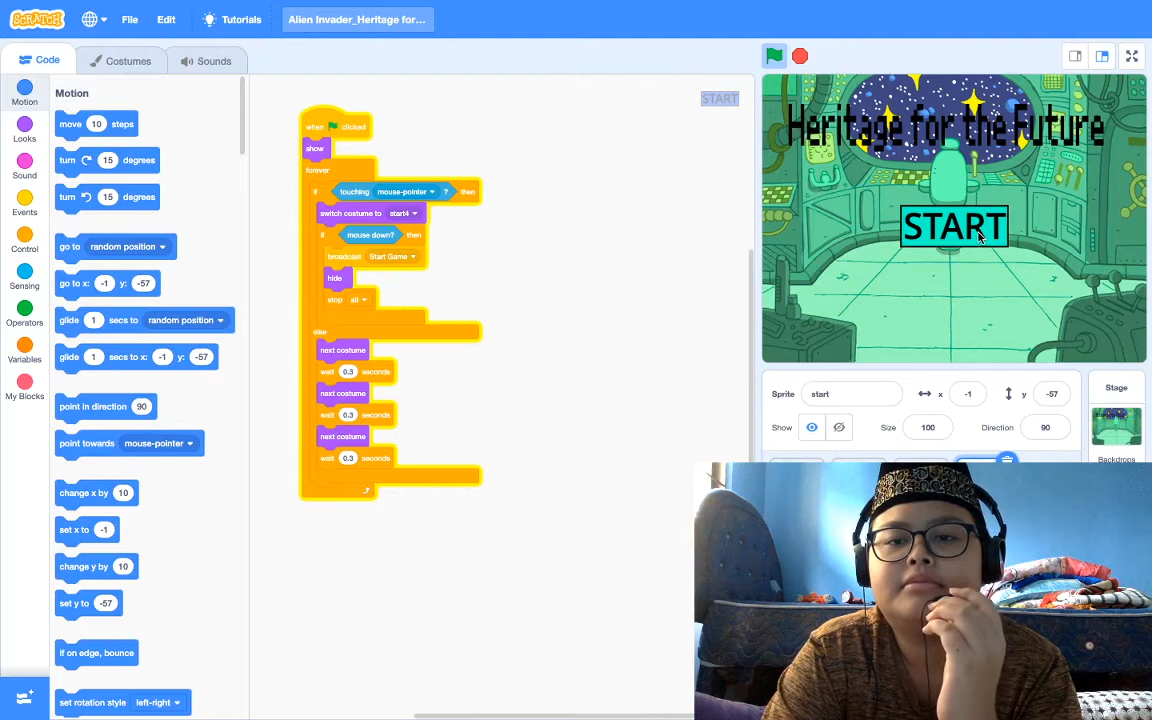 SCRATCH
File
Edit
Tutorials
Alien Invader_Heritage for...
Code
Costumes
Sounds
Motion
Looks
Sound
Events
Control
Sensing
Operators
Variables
My Blocks
Motion
move 10 steps
turn 15 degrees
turn 15 degrees
go to random position
go to x: -1 y: -57
glide 1 secs to random position
glide 1 secs to x: -1 y: -57
point in direction 90
point towards mouse-pointer
change x by 10
set x to -1
change y by 10
set y to -57
if on edge, bounce
set rotation style left-right
START
when clicked
show
forever
if touching mouse-pointer ? then
switch costume to start4
if mouse down? then
broadcast Start Game
hide
stop all
else
next costume
wait 0.3 seconds
next costume
wait 0.3 seconds
next costume
wait 0.3 seconds
Heritage for the Future
START
Sprite start x -1 y -57
Show Size 100 Direction 90
Stage
Backdrops